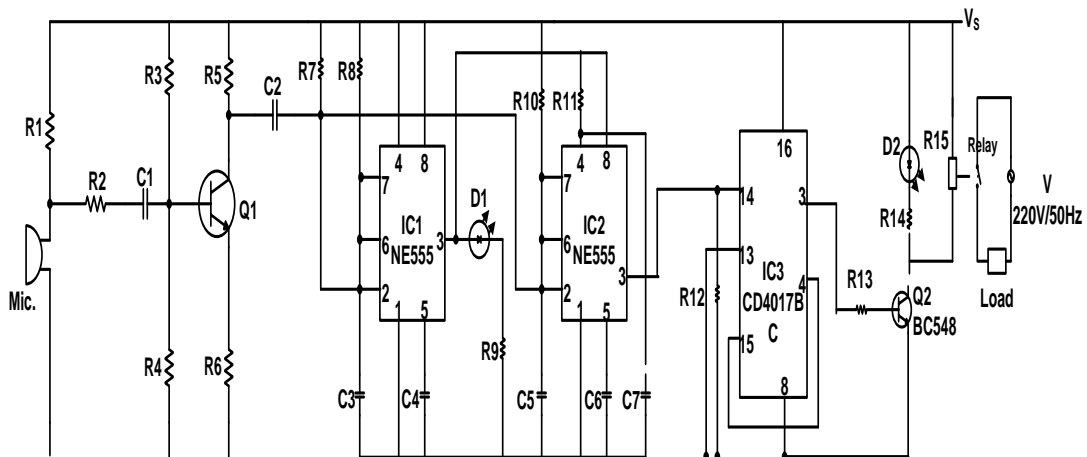 Vs
R3
R5
R7
R8
R10
R11
C2
R1
4
8
4
8
16
D2
R15
Relay
R2
C1
Q1
7
7
14
3
V
220V/50Hz
IC1
NE555
D1
IC2
NE555
R14
6
3
6
3
13
IC3
CD4017B
C
4
Mic.
2
2
R12
R13
Q2
BC548
Load
1
5
1
5
15
R4
R6
R9
8
C3
C4
C5
C6
C7